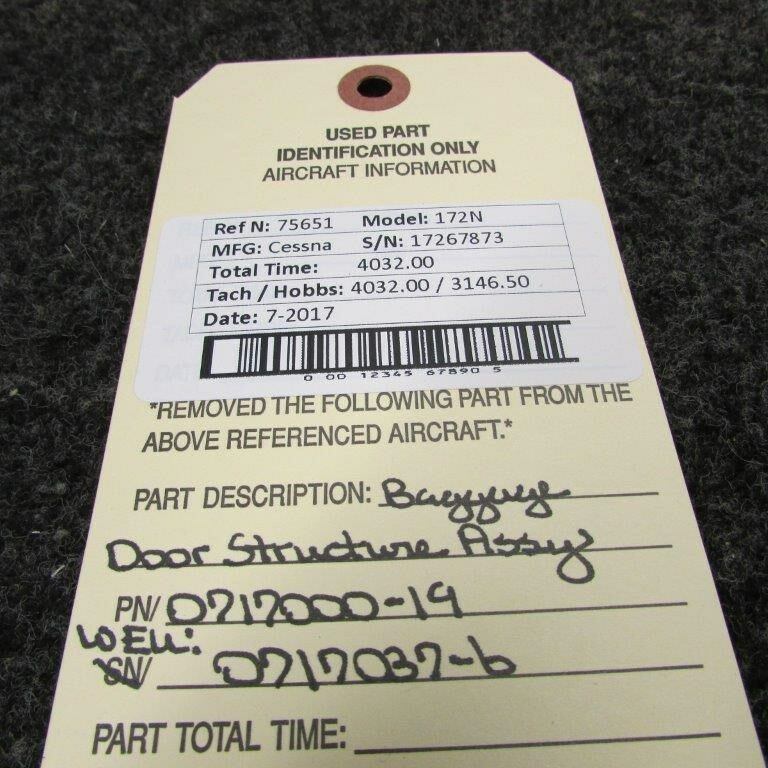 USED PART
IDENTIFICATION ONLY
AIRCRAFT INFORMATION
Ref N: 75651 Model: 172N
MFG: Cessna S/N: 17267873
Total Time: 4032.00
Tach / Hobbs: 4032.00 / 3146.50
Date: 7-2017
0 00 12345 67890 5
*REMOVED THE FOLLOWING PART FROM THE
ABOVE REFERENCED AIRCRAFT.*
PART DESCRIPTION: Baggage
Door Structure Assy
PN/ 0717000-19
WELL:
SN/ 0717037-6
PART TOTAL TIME: